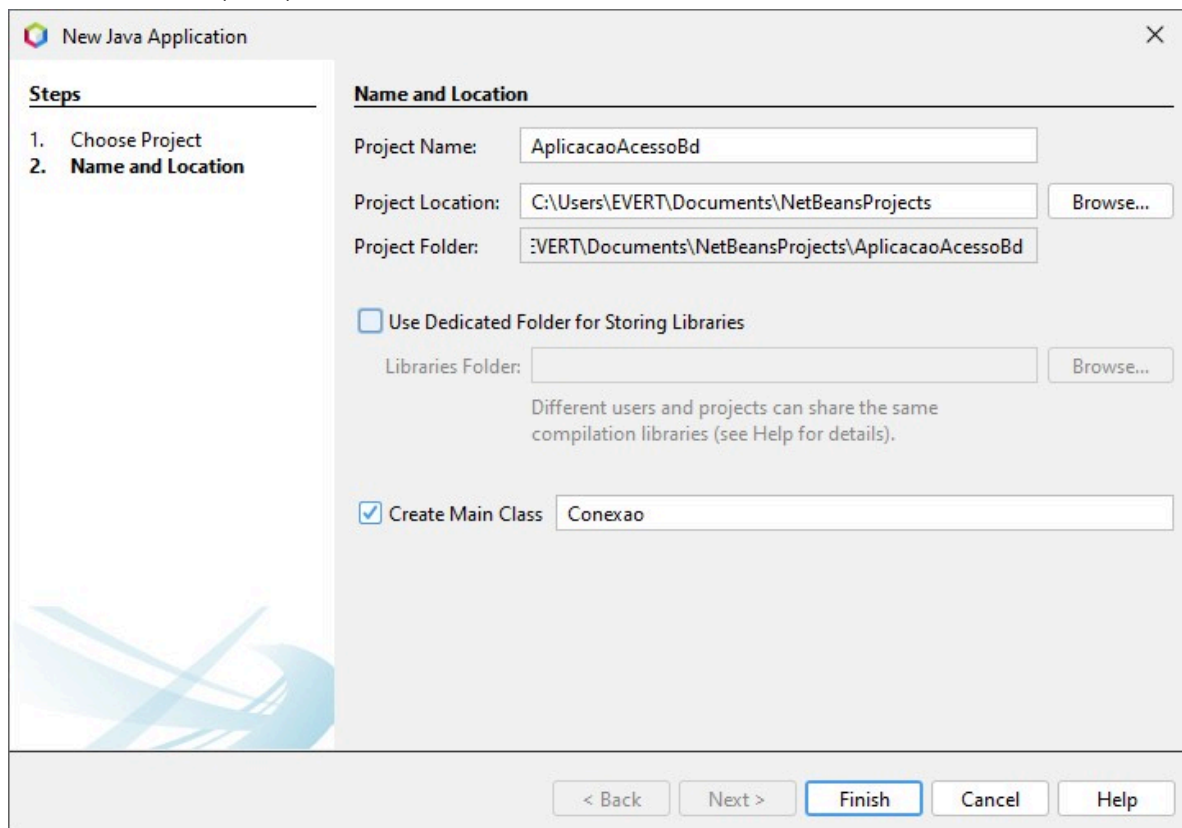 New Java Application
Steps
1. Choose Project
2. Name and Location
Name and Location
Project Name: AplicacaoAcessoBd
Project Location: C:\Users\EVERT\Documents\NetBeansProjects Browse...
Project Folder: EVERT\Documents\NetBeansProjects\AplicacaoAcessoBd
Use Dedicated Folder for Storing Libraries
Libraries Folder: Browse...
Different users and projects can share the same
compilation libraries (see Help for details).
Create Main Class Conexao
< Back Next > Finish Cancel Help